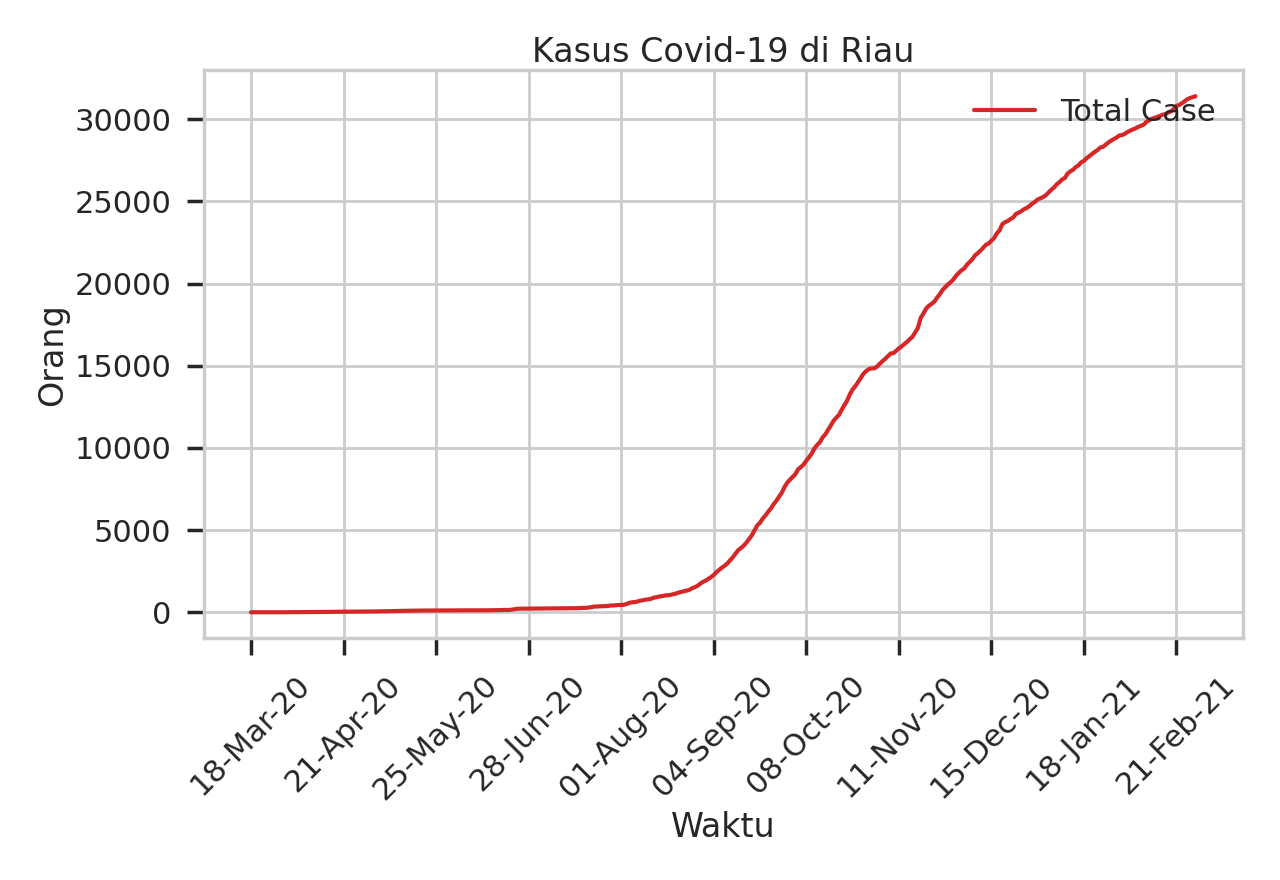 Kasus Covid-19 di Riau
Total Case
Orang
30000
25000
20000
15000
10000
5000
0
18-Mar-20
21-Apr-20
25-May-20
28-Jun-20
01-Aug-20
04-Sep-20
08-Oct-20
11-Nov-20
15-Dec-20
18-Jan-21
21-Feb-21
Waktu